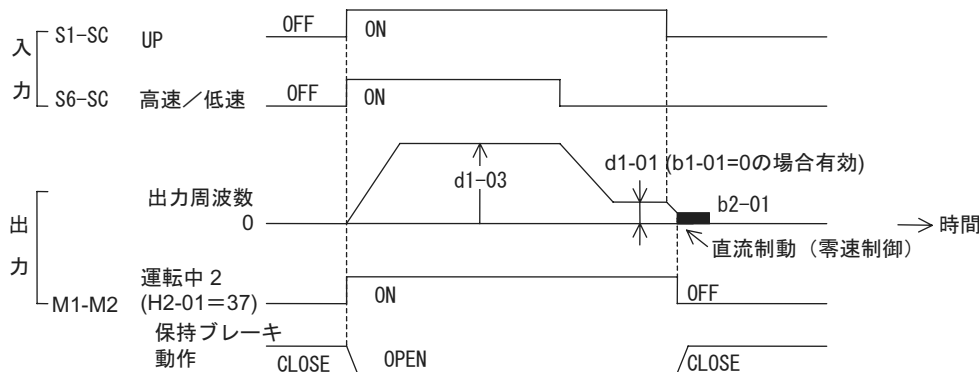 入力
S1-SC UP OFF ON
S6-SC 高速／低速 OFF ON
d1-01 (b1-01=0の場合有効)
d1-03
出力周波数
0
b2-01
時間
直流制動（零速制御）
出力
運転中２
M1-M2 (H2-01＝37) ON OFF
保持ブレーキ
動作 CLOSE OPEN CLOSE